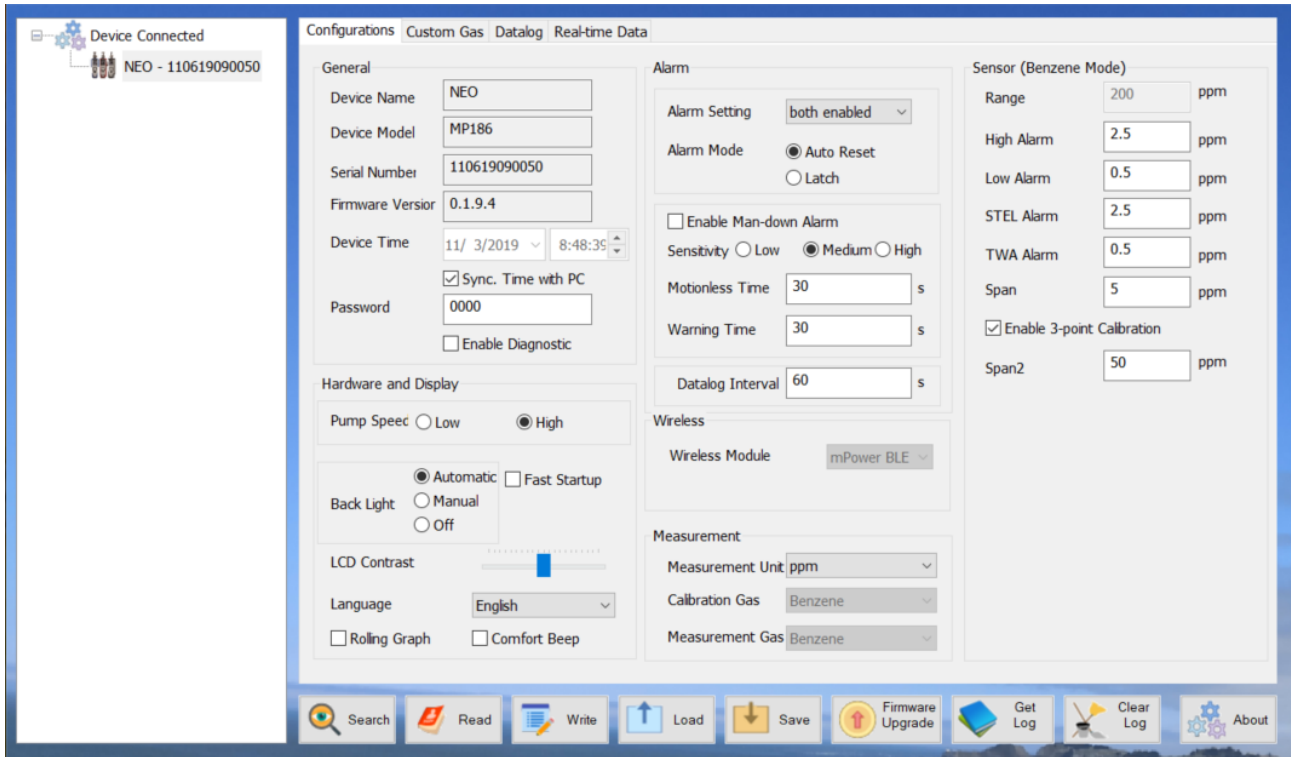 Device Connected
NEO - 110619090050
Configurations Custom Gas Datalog Real-time Data
General
Device Name NEO
Device Model MP186
Serial Number 110619090050
Firmware Versior 0.1.9.4
Device Time 11/ 3/2019 8:48:39
Sync. Time with PC
Password 0000
Enable Diagnostic
Hardware and Display
Pump Speed Low High
Back Light Automatic Fast Startup
Manual
Off
LCD Contrast
Language English
Rolling Graph Comfort Beep
Alarm
Alarm Setting both enabled
Alarm Mode Auto Reset
Latch
Enable Man-down Alarm
Sensitivity Low Medium High
Motionless Time 30 s
Warning Time 30 s
Datalog Interval 60 s
Wireless
Wireless Module mPower BLE
Measurement
Measurement Unit ppm
Calibration Gas Benzene
Measurement Gas Benzene
Sensor (Benzene Mode)
Range 200 ppm
High Alarm 2.5 ppm
Low Alarm 0.5 ppm
STEL Alarm 2.5 ppm
TWA Alarm 0.5 ppm
Span 5 ppm
Enable 3-point Calibration
Span2 50 ppm
Search Read Write Load Save Firmware Upgrade Get Log Clear Log About